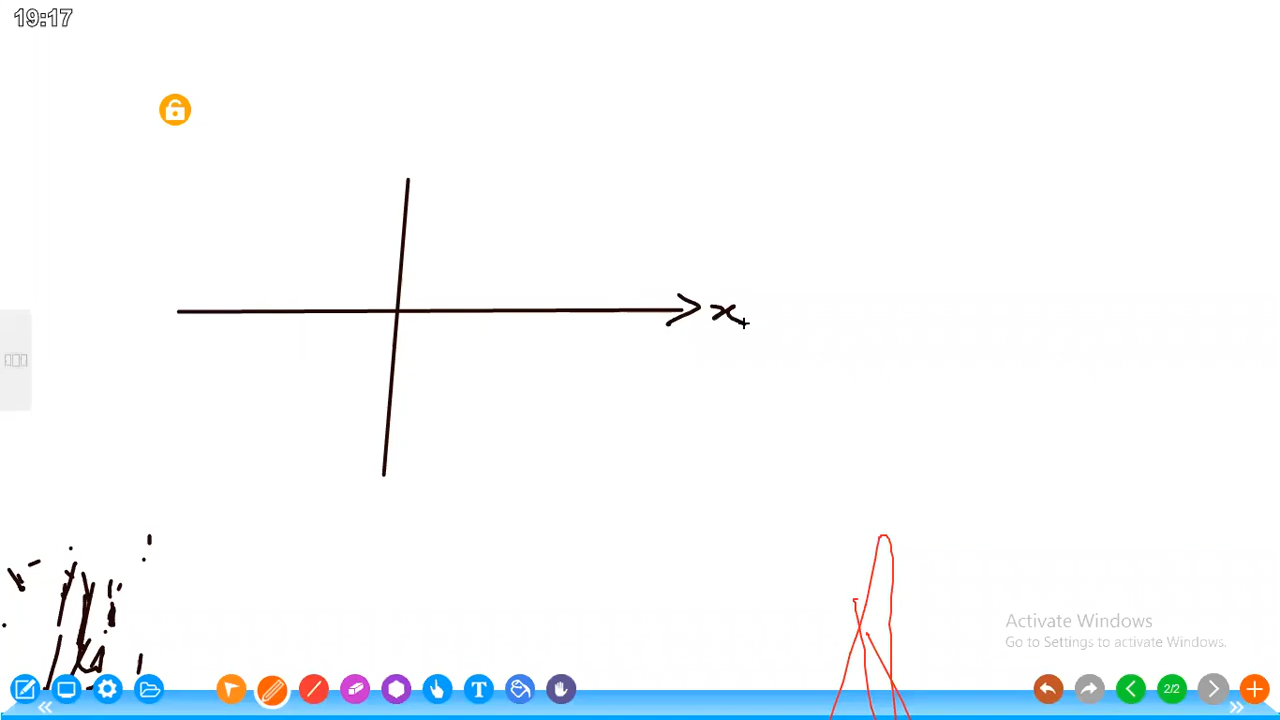 19:17
x
Activate Windows
Go to Settings to activate Windows.
T
2/2